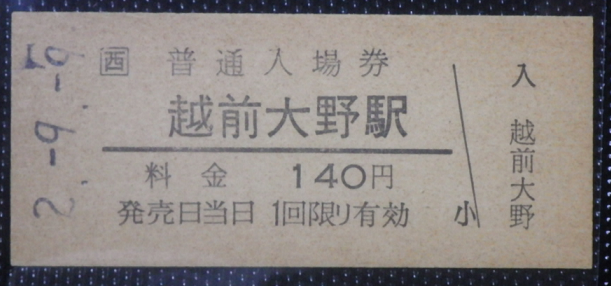 2.-9.-9
西 普通入場券
越前大野駅
料金 140円
発売日当日 1回限り有効 小
入 越前大野